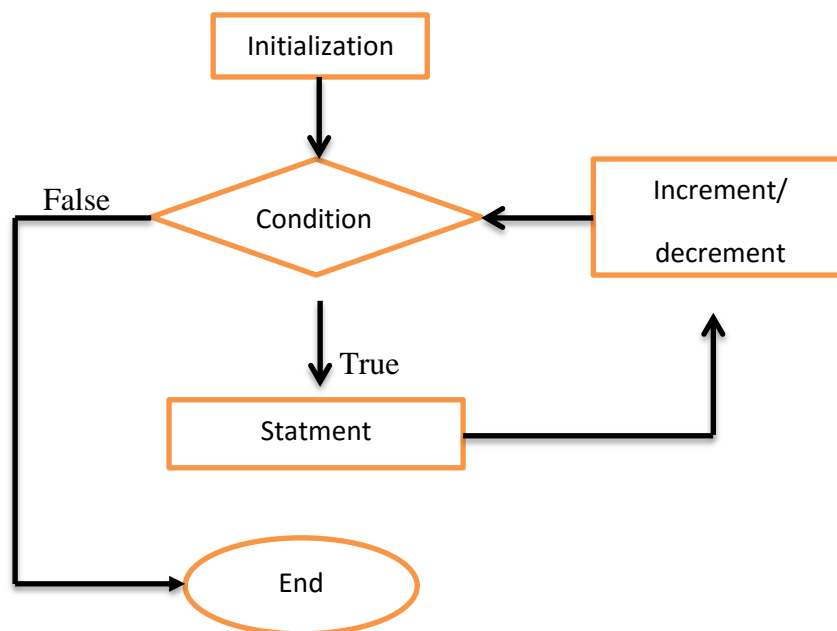 Initialization
False
Condition
Increment/
decrement
True
Statment
End